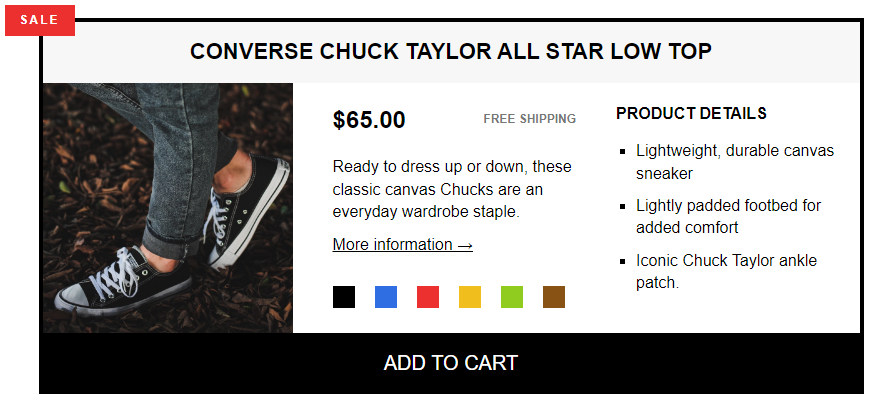 SALE
CONVERSE CHUCK TAYLOR ALL STAR LOW TOP
$65.00
FREE SHIPPING
Ready to dress up or down, these
classic canvas Chucks are an
everyday wardrobe staple.
More information →
PRODUCT DETAILS
Lightweight, durable canvas
sneaker
Lightly padded footbed for
added comfort
Iconic Chuck Taylor ankle
patch.
ADD TO CART